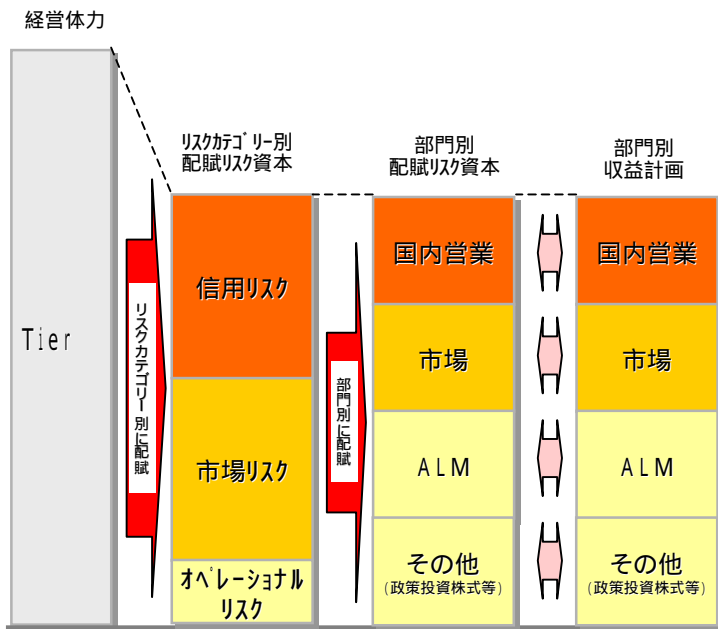 経営体力
リスクカテゴリー別
配賦リスク資本
部門別
配賦リスク資本
部門別
収益計画
Tier
リスクカテゴリー別に配賦
信用リスク
市場リスク
オペレーショナル
リスク
部門別に配賦
国内営業
市場
ALM
その他
(政策投資株式等)
国内営業
市場
ALM
その他
(政策投資株式等)